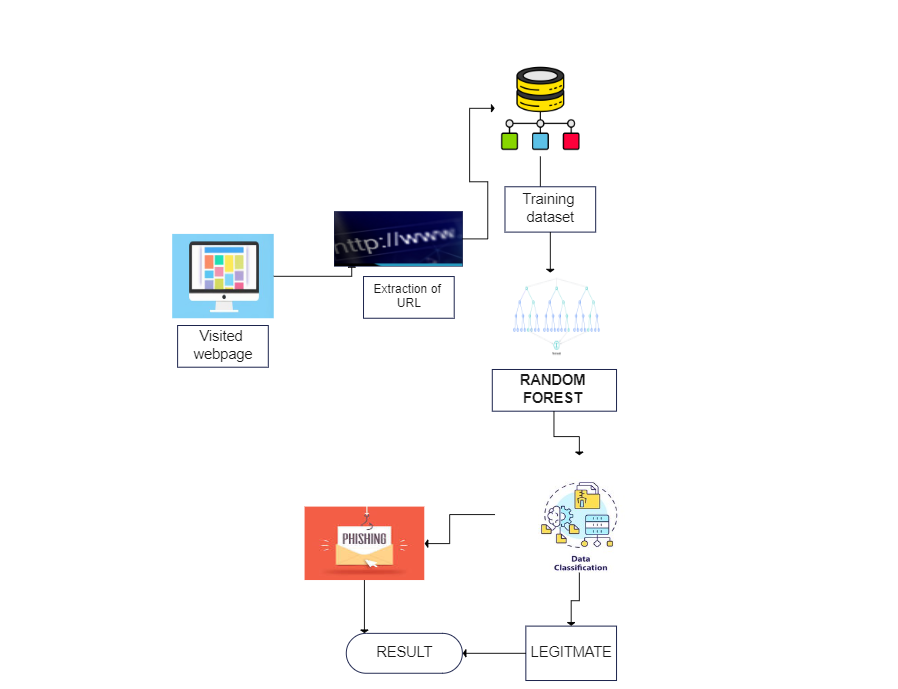 Training
dataset
http://www
Extraction of
URL
Visited
webpage
RANDOM
FOREST
PHISHING
Data
Classification
RESULT
LEGITMATE